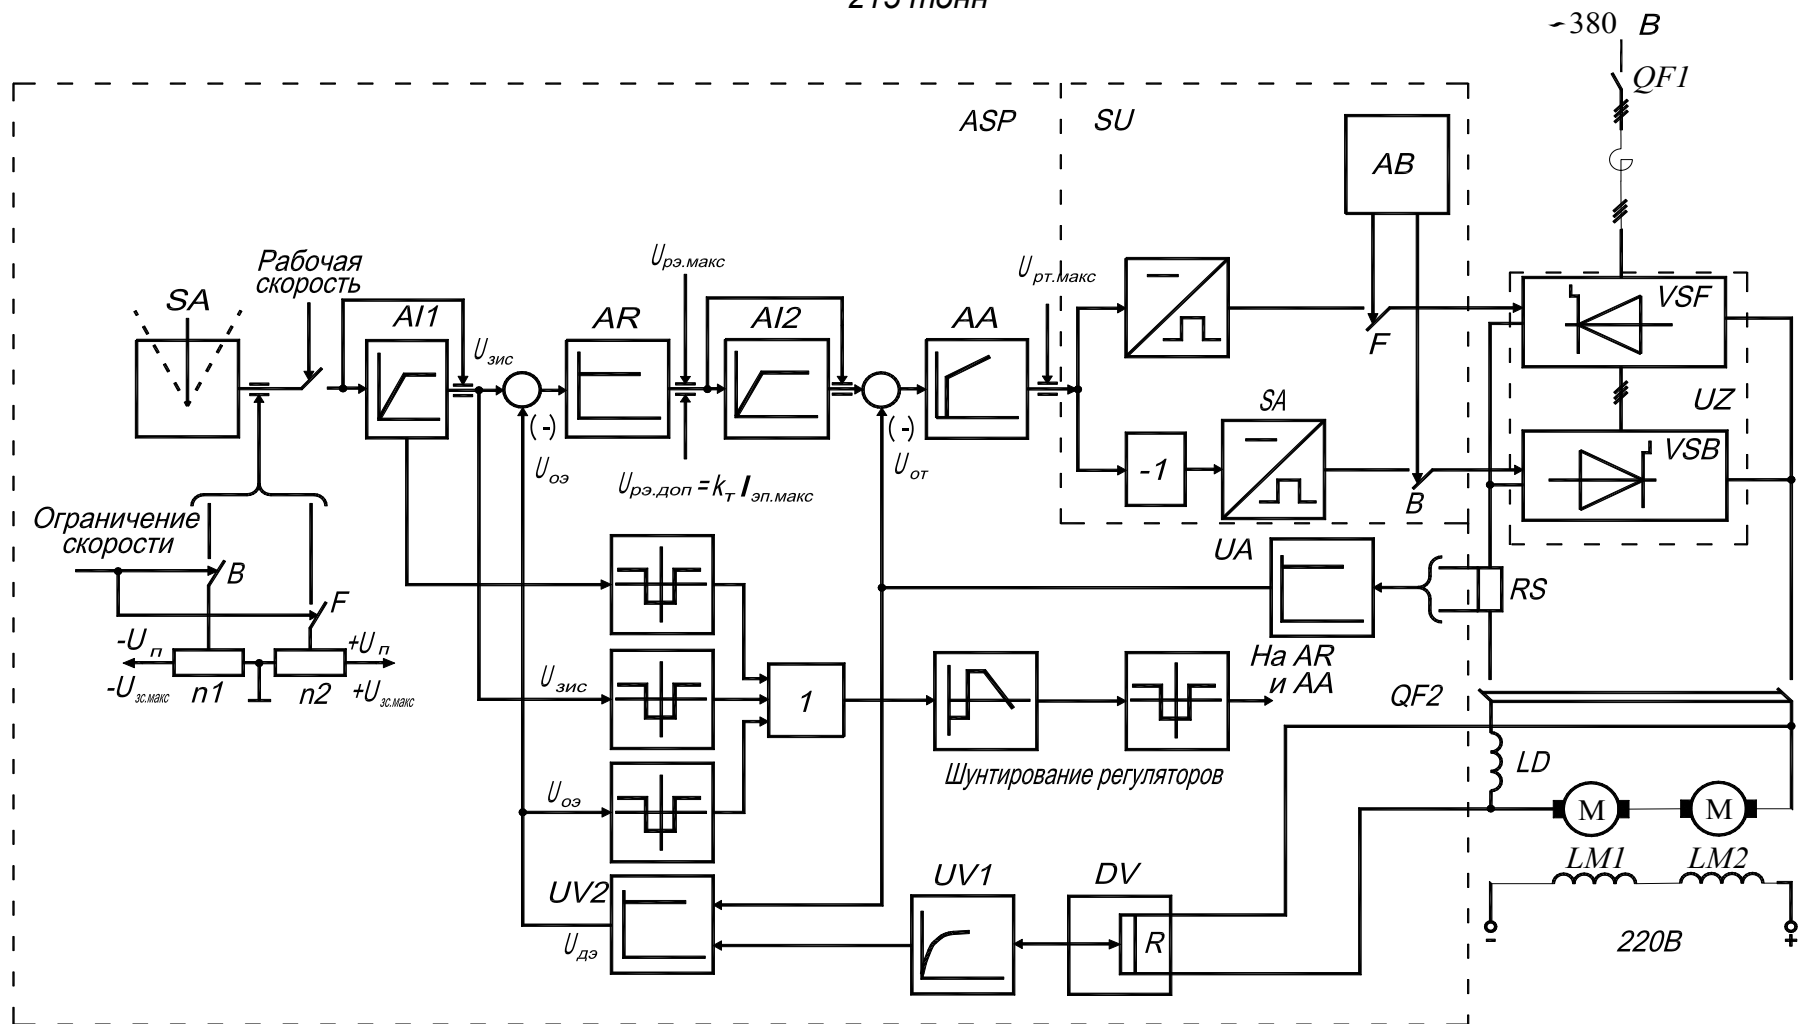 215 тонн
~380 В
QF1
ASP
SU
AB
Рабочая
скорость
Uрэ.макс
Uрт.макс
SA
AI1
Uзис
AR
AI2
AA
F
VSF
UZ
(-)
Uоэ
(-)
Uот
SA
-1
VSB
Uрэ.доп = kт Iэп.макс
B
Ограничение
скорости
B
F
UA
RS
-Uп
+Uп
-Uзс.макс
п1
п2
+Uзс.макс
Uзис
1
На AR
и AA
QF2
Шунтирование регуляторов
LD
Uоэ
M
M
LM1
LM2
UV2
UV1
DV
R
Uдэ
220В
-
+